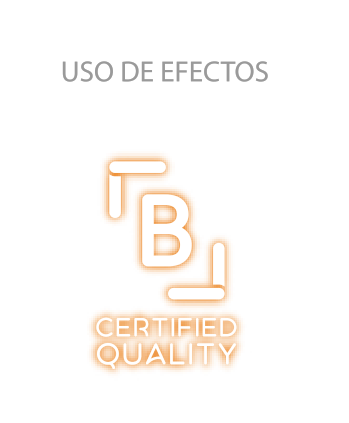 USO DE EFECTOS
B
CERTIFIED
QUALITY